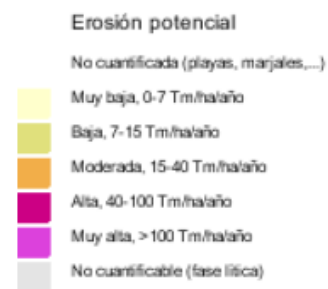 Erosión potencial
No cuantificada (playas, marjales,...)
Muy baja, 0-7 Tm/ha/año
Baja, 7-15 Tm/ha/año
Moderada, 15-40 Tm/ha/año
Alta, 40-100 Tm/ha/año
Muy alta, >100 Tm/ha/año
No cuantificable (fase lítica)